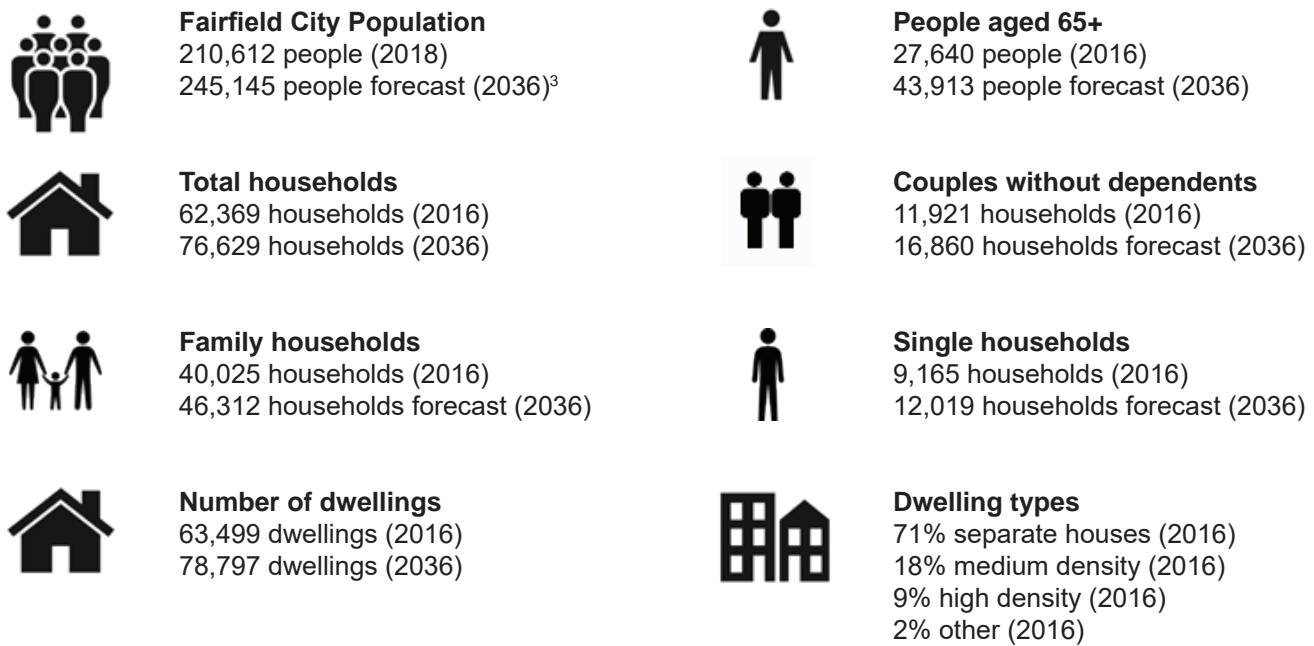 Fairfield City Population
210,612 people (2018)
245,145 people forecast (2036)³
People aged 65+
27,640 people (2016)
43,913 people forecast (2036)
Total households
62,369 households (2016)
76,629 households (2036)
Couples without dependents
11,921 households (2016)
16,860 households forecast (2036)
Family households
40,025 households (2016)
46,312 households forecast (2036)
Single households
9,165 households (2016)
12,019 households forecast (2036)
Number of dwellings
63,499 dwellings (2016)
78,797 dwellings (2036)
Dwelling types
71% separate houses (2016)
18% medium density (2016)
9% high density (2016)
2% other (2016)